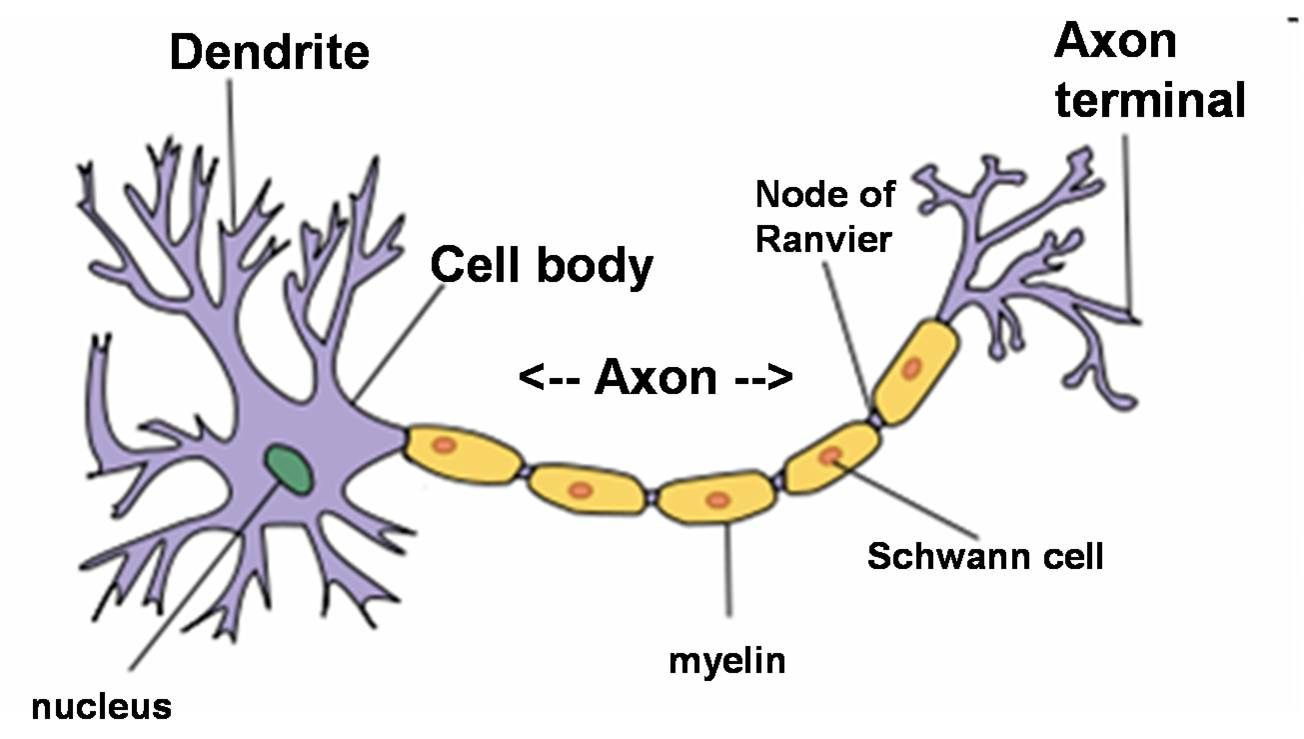 Dendrite
Axon
terminal
Node of
Ranvier
Cell body
<-- Axon -->
Schwann cell
myelin
nucleus